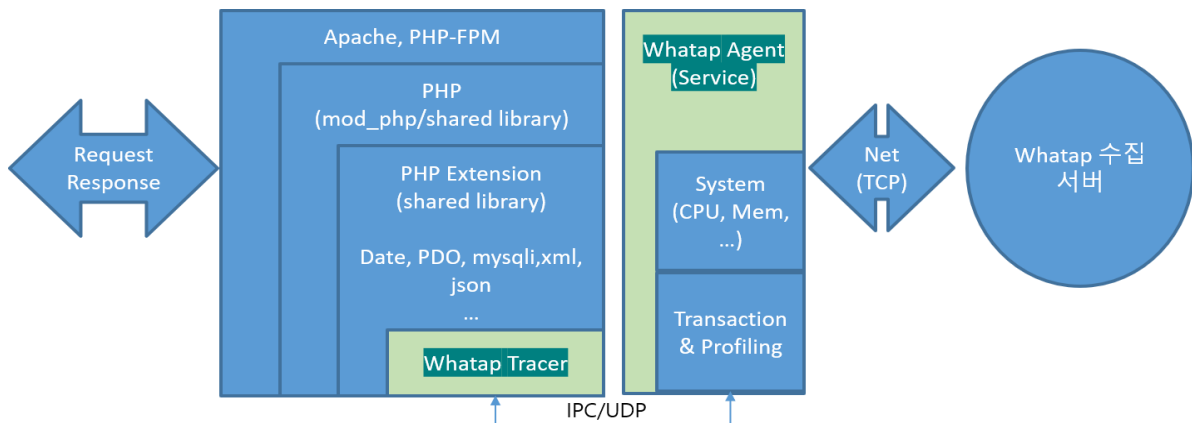 Apache, PHP-FPM
PHP
(mod_php/shared library)
PHP Extension
(shared library)
Date, PDO, mysqli,xml,
json
...
Whatap Tracer
Request
Response
Whatap Agent
(Service)
System
(CPU, Mem,
...)
Transaction
& Profiling
Net
(TCP)
Whatap 수집
서버
IPC/UDP